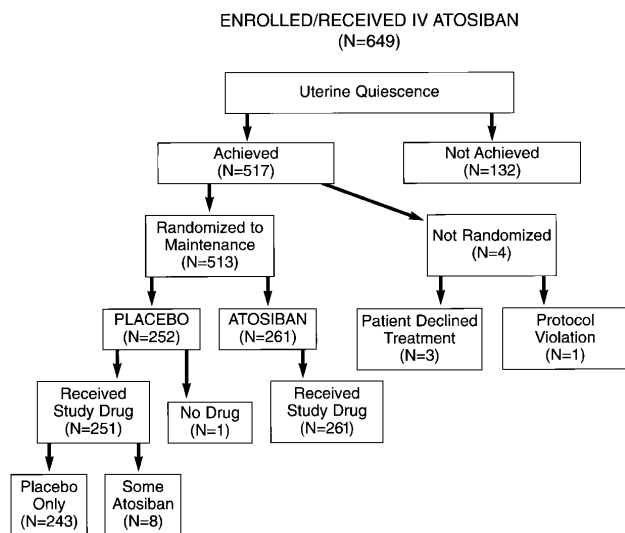 ENROLLED/RECEIVED IV ATOSIBAN
(N=649)
Uterine Quiescence
Achieved
(N=517)
Not Achieved
(N=132)
Randomized to
Maintenance
(N=513)
Not Randomized
(N=4)
PLACEBO
(N=252)
ATOSIBAN
(N=261)
Patient Declined
Treatment
(N=3)
Protocol
Violation
(N=1)
Received
Study Drug
(N=251)
No Drug
(N=1)
Received
Study Drug
(N=261)
Placebo
Only
(N=243)
Some
Atosiban
(N=8)